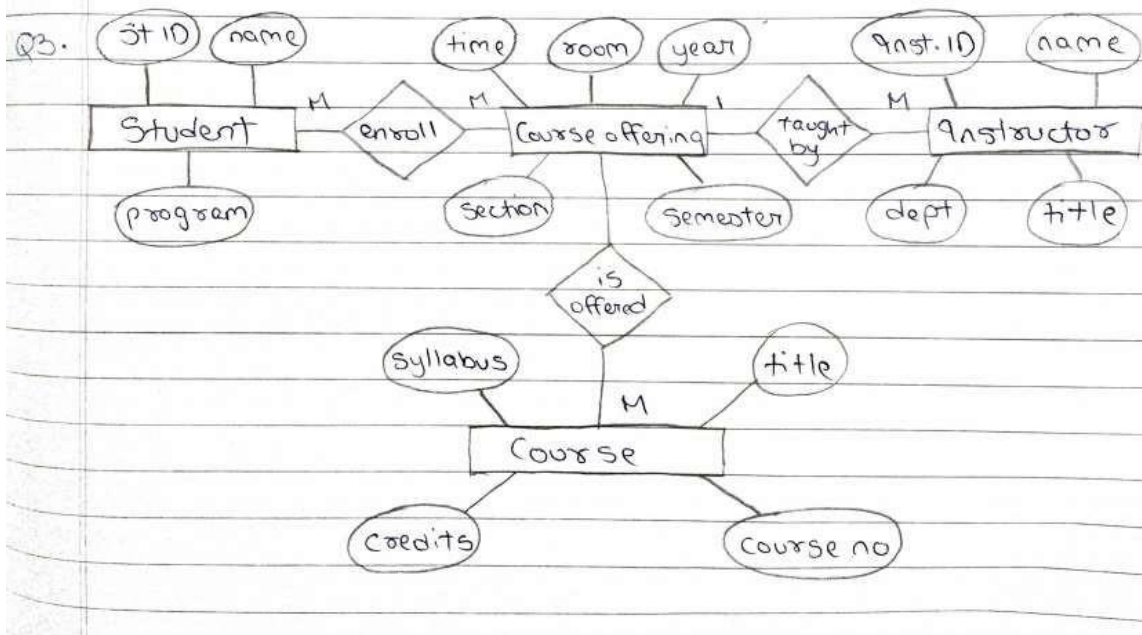 Q3.
St ID name time room year Inst. ID name
M M 1 M
Student enroll Course offering taught by Instructor
program section semester dept title
is offered
syllabus title
M
Course
credits course no